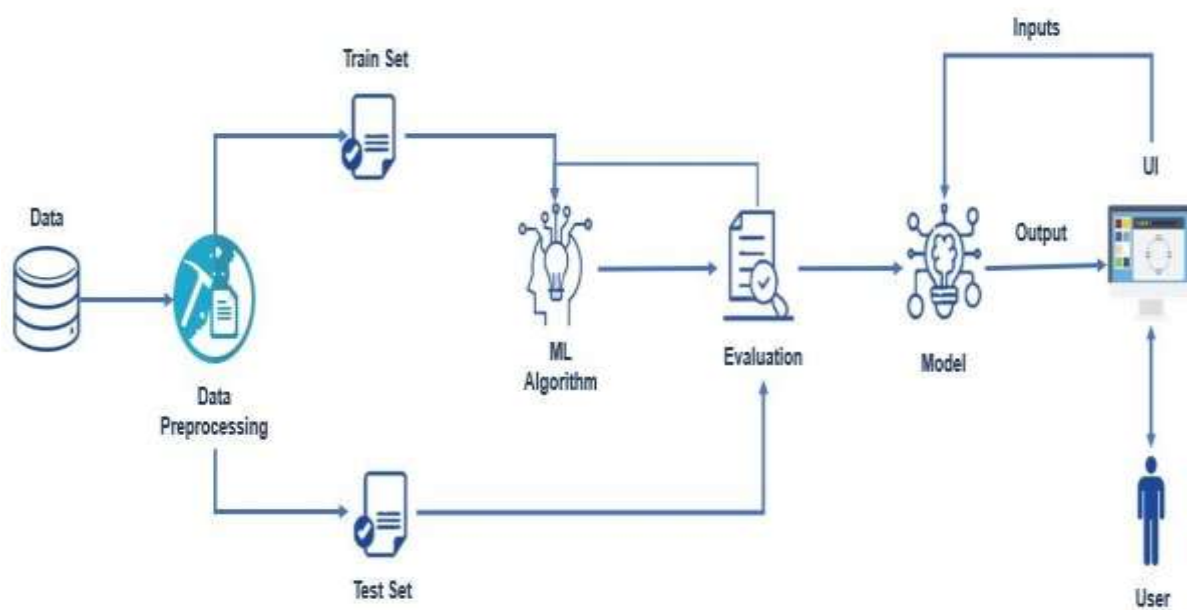 Inputs
Train Set
UI
Data
Output
ML
Algorithm
Evaluation
Model
Data
Preprocessing
Test Set
User